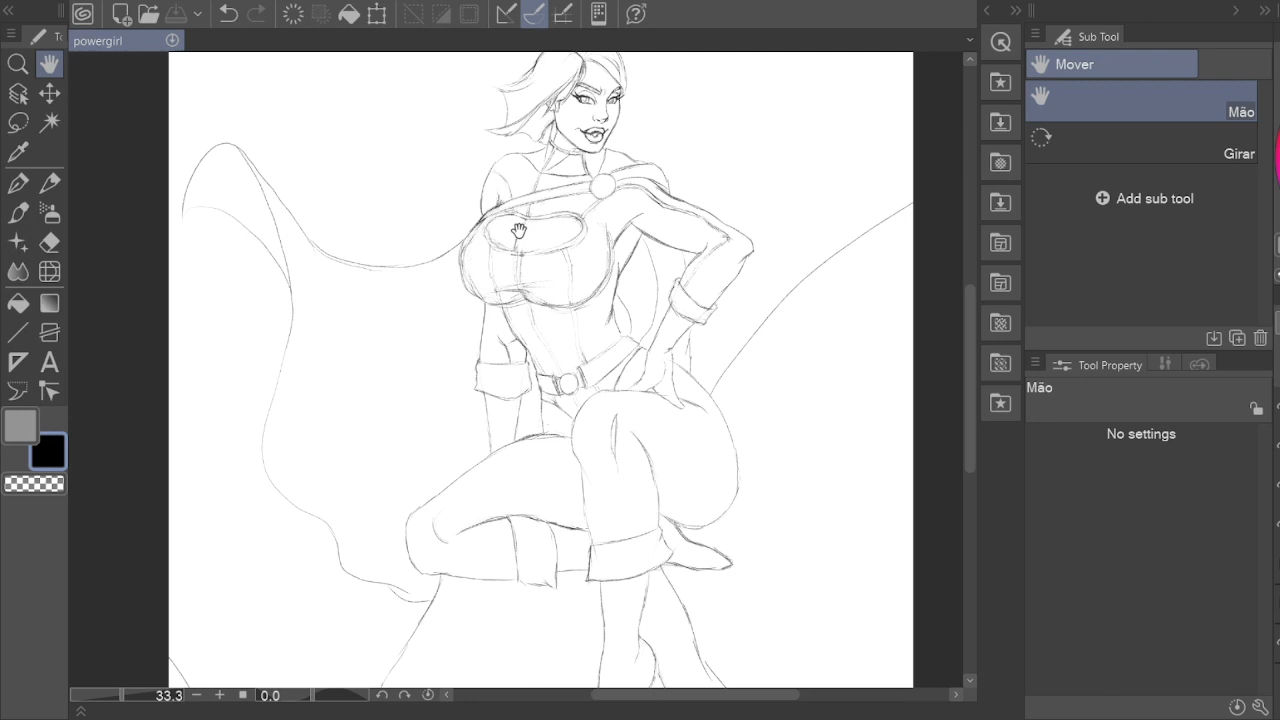 powergirl
Sub Tool
Mover
Mão
Girar
Add sub tool
Tool Property
Mão
No settings
33.3
0.0